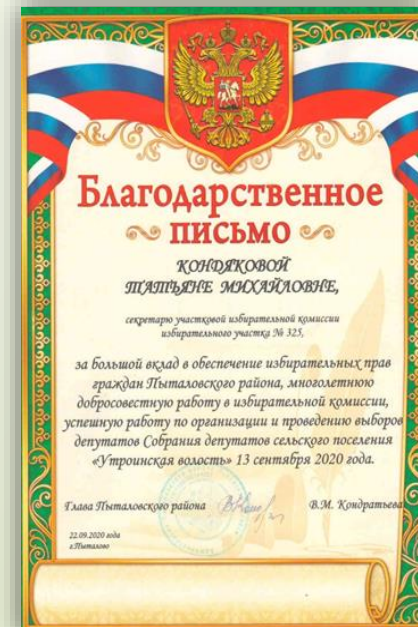 Благодарственное
письмо
КОНДЯКОВОЙ
ТАТЬЯНЕ МИХАЙЛОВНЕ,
секретарю участковой избирательной комиссии
избирательного участка № 325,
за большой вклад в обеспечение избирательных прав
граждан Пыталовского района, многолетнюю
добросовестную работу в избирательной комиссии,
успешную работу по организации и проведению выборов
депутатов Собрания депутатов сельского поселения
«Утроинская волость» 13 сентября 2020 года.
Глава Пыталовского района В.М. Кондратьева
22.09.2020 года
г.Пыталово